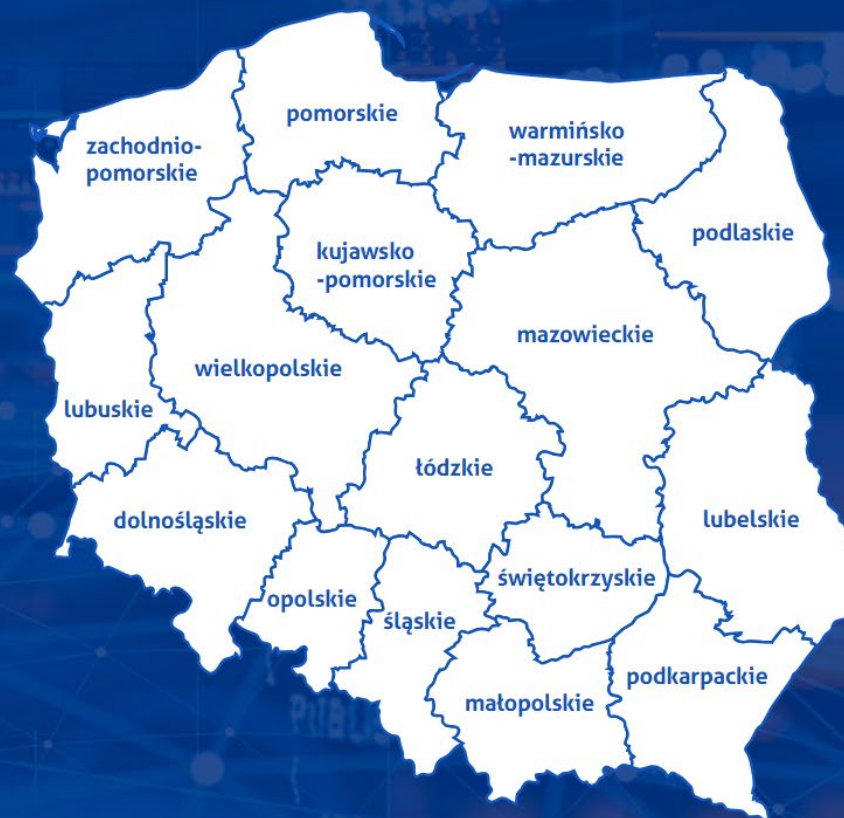 pomorskie
zachodnio-
pomorskie
warmińsko
-mazurskie
podlaskie
kujawsko
-pomorskie
mazowieckie
wielkopolskie
lubuskie
łódzkie
dolnośląskie
lubelskie
świętokrzyskie
opolskie
śląskie
podkarpackie
małopolskie